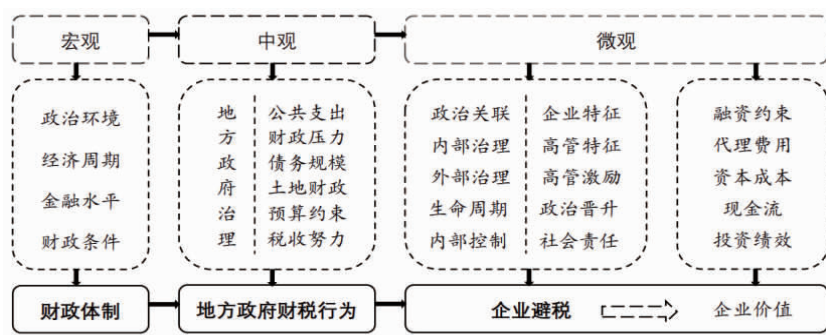 宏观
中观
微观
政治环境
经济周期
金融水平
财政条件
地方政府治理
公共支出
财政压力
债务规模
土地财政
预算约束
税收努力
政治关联
内部治理
外部治理
生命周期
内部控制
企业特征
高管特征
高管激励
政治晋升
社会责任
融资约束
代理费用
资本成本
现金流
投资绩效
财政体制
地方政府财税行为
企业避税
企业价值